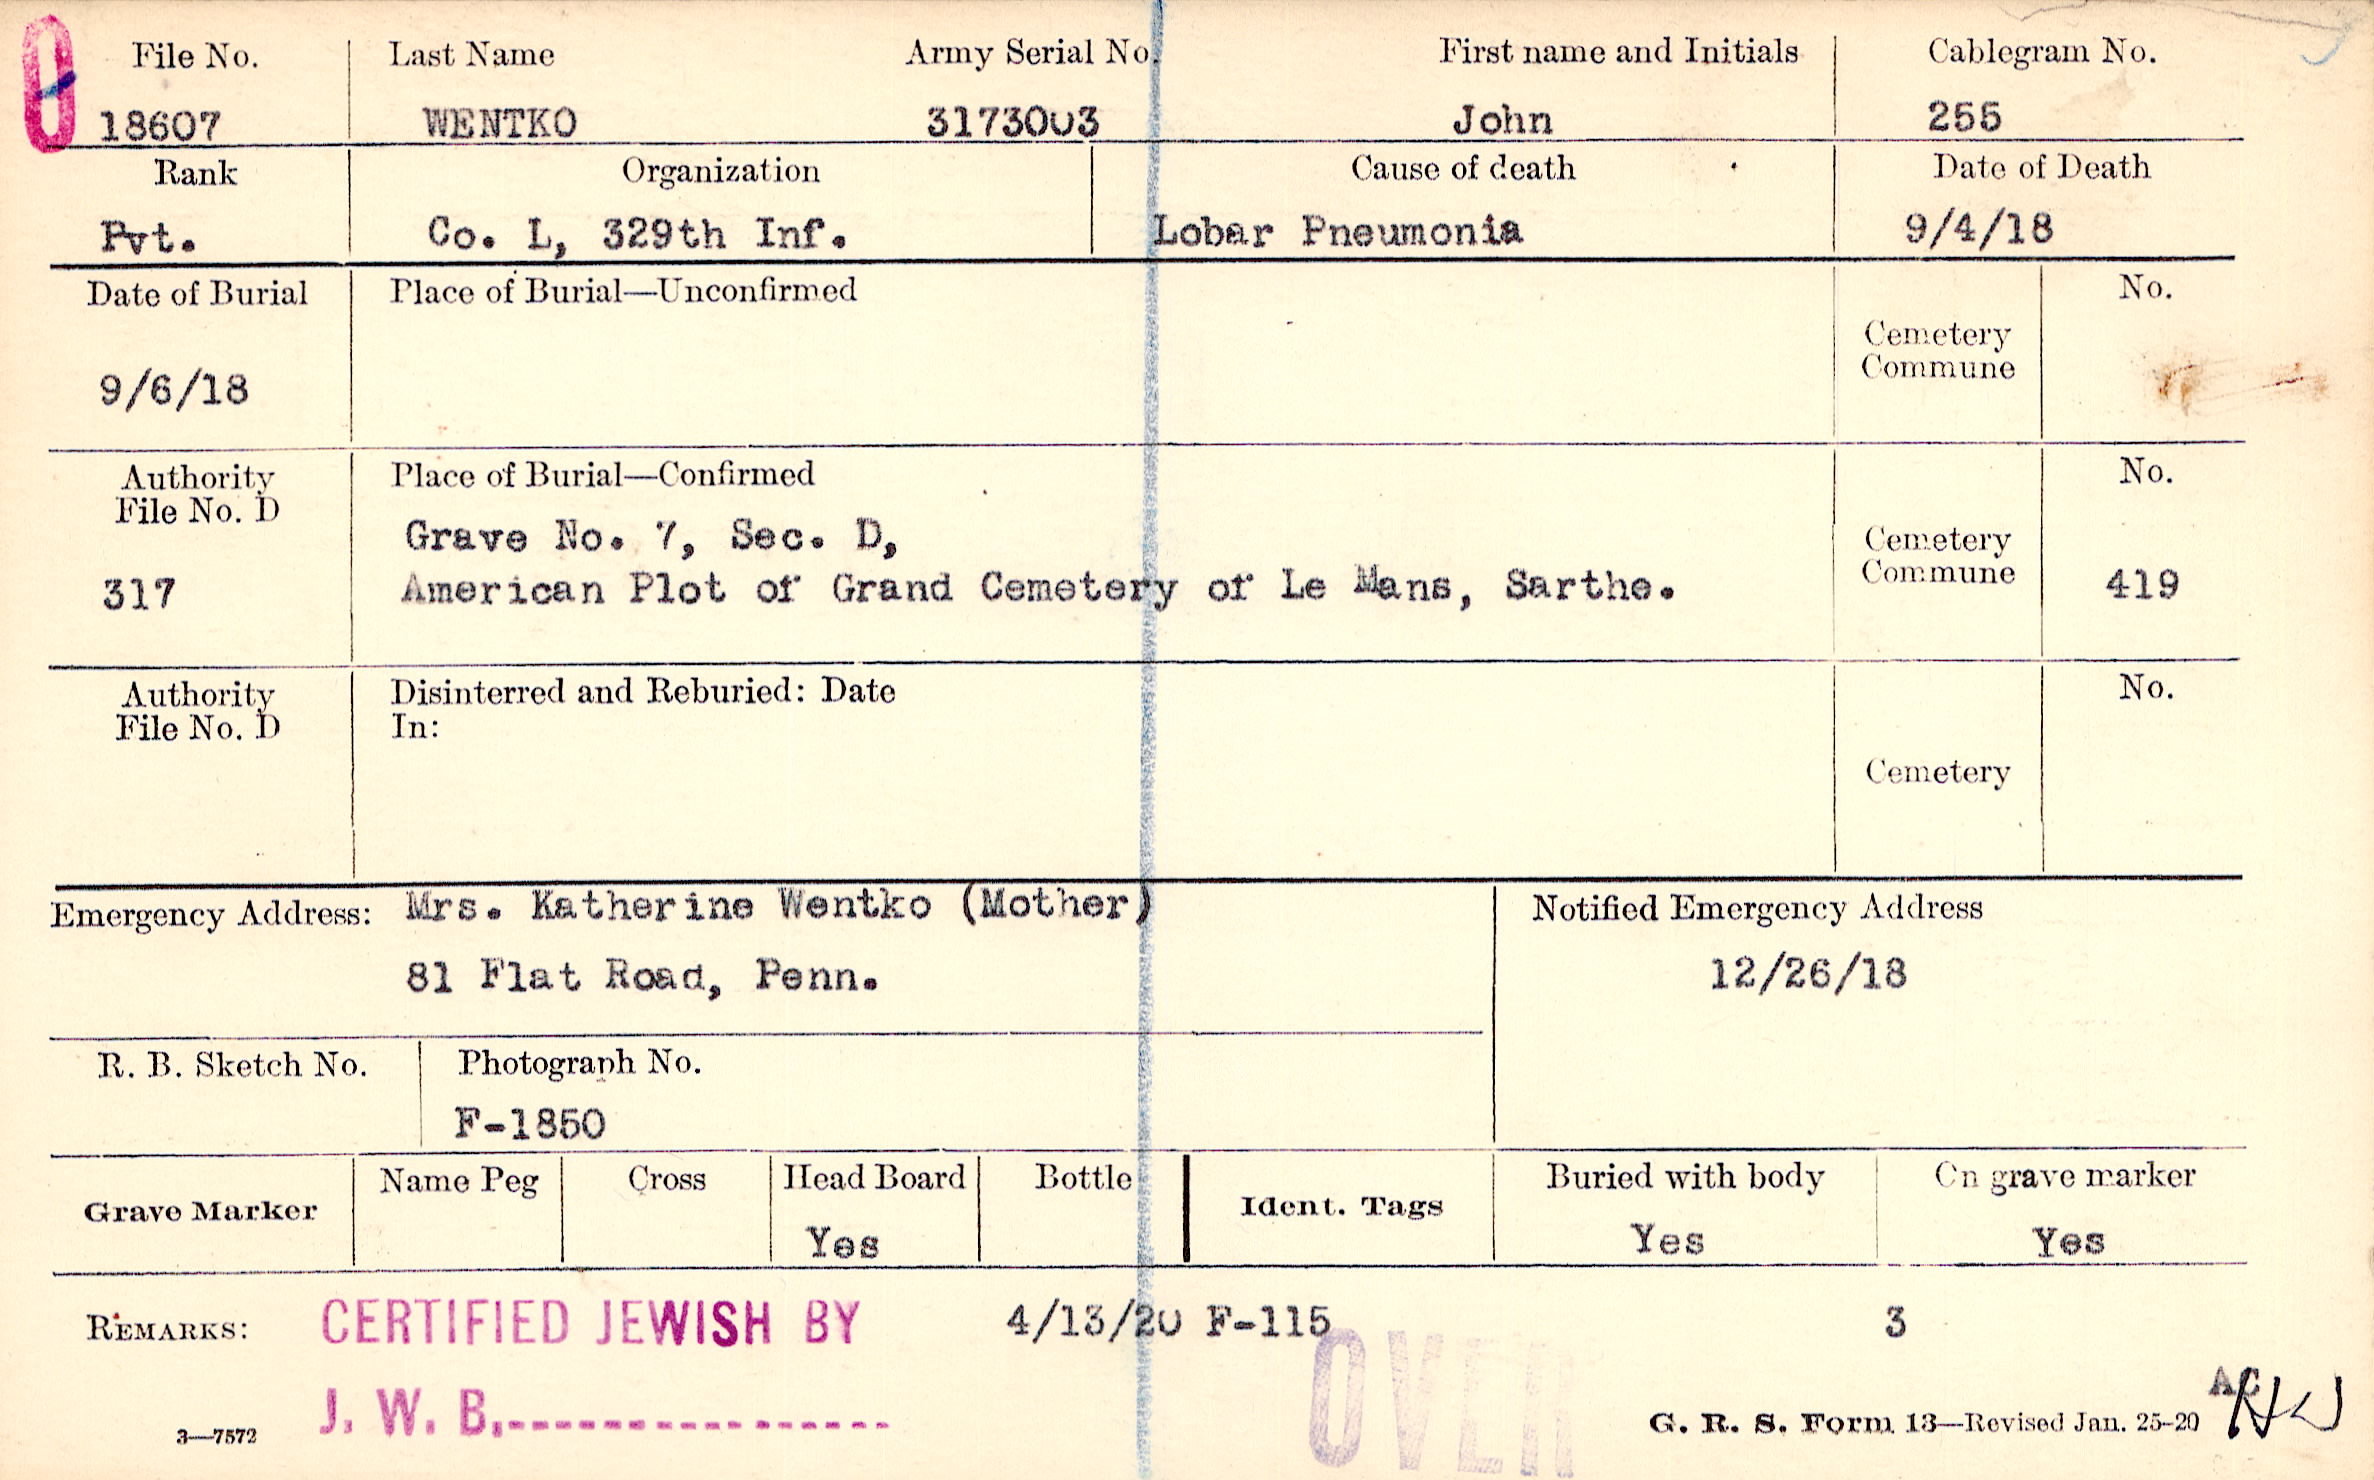 File No. Last Name Army Serial No. First name and Initials Cablegram No.
18607 WENTKO 3173003 John 255
Rank Organization Cause of death Date of Death
Pvt. Co. L, 329th Inf. Lobar Pneumonia 9/4/18
Date of Burial Place of Burial—Unconfirmed No.
Cemetery
Commune
9/6/18
Authority Place of Burial—Confirmed No.
File No. D
Grave No. 7, Sec. D, Cemetery
317 American Plot of Grand Cemetery of Le Mans, Sarthe. Commune 419
Authority Disinterred and Reburied: Date No.
File No. D In:
Cemetery
Emergency Address: Mrs. Katherine Wentko (Mother) Notified Emergency Address
81 Flat Road, Penn. 12/26/18
R. B. Sketch No. Photograph No.
F-1850
Grave Marker Name Peg Cross Head Board Bottle Ident. Tags Buried with body On grave marker
Yes Yes Yes
REMARKS: CERTIFIED JEWISH BY 4/13/20 F-115 3
OVER
J. W. B.
3—7572 G. R. S. Form 13—Revised Jan. 25-20